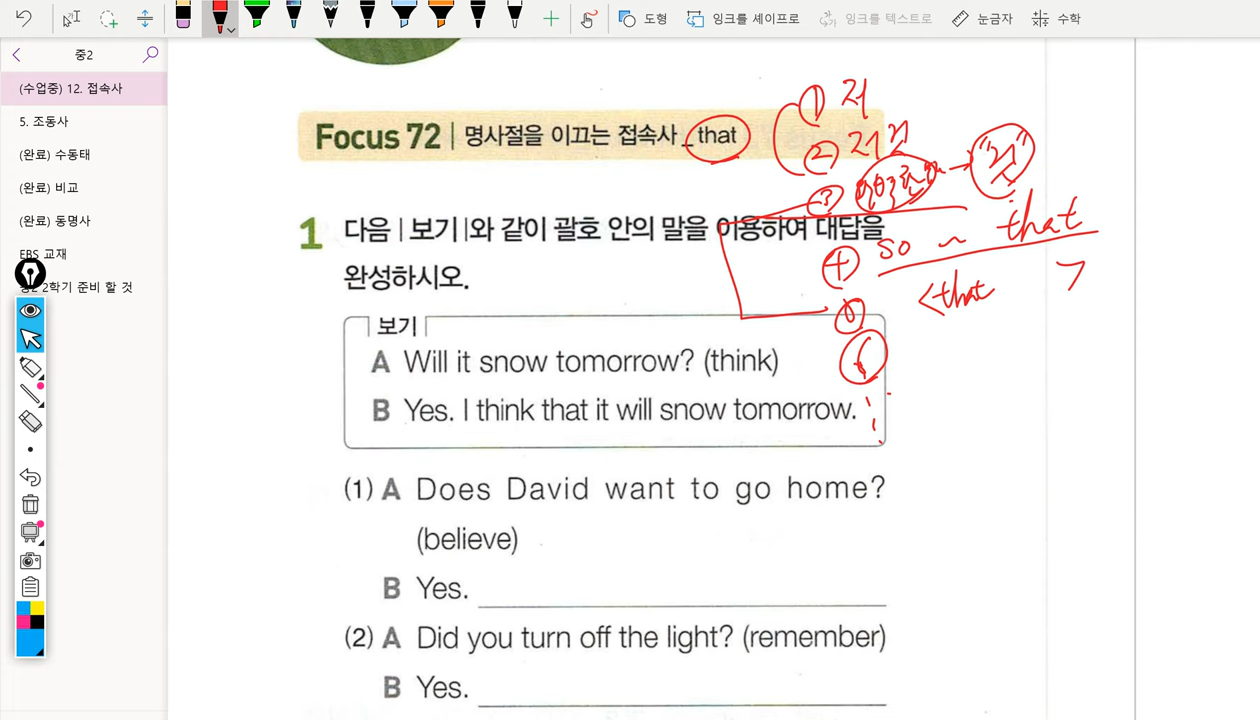 도형
잉크를 셰이프로
잉크를 텍스트로
눈금자
수학
중2
(수업중) 12. 접속사
5. 조동사
(완료) 수동태
(완료) 비교
(완료) 동명사
EBS 교재
2학기 준비 할 것
Focus 72 | 명사절을 이끄는 접속사 _ that
① 저
② 저것
③
so ~ that
<that >
1 다음 |보기|와 같이 괄호 안의 말을 이용하여 대답을
완성하시오.
보기
A Will it snow tomorrow? (think)
B Yes. I think that it will snow tomorrow.
(1) A Does David want to go home?
(believe)
B Yes.
(2) A Did you turn off the light? (remember)
B Yes.